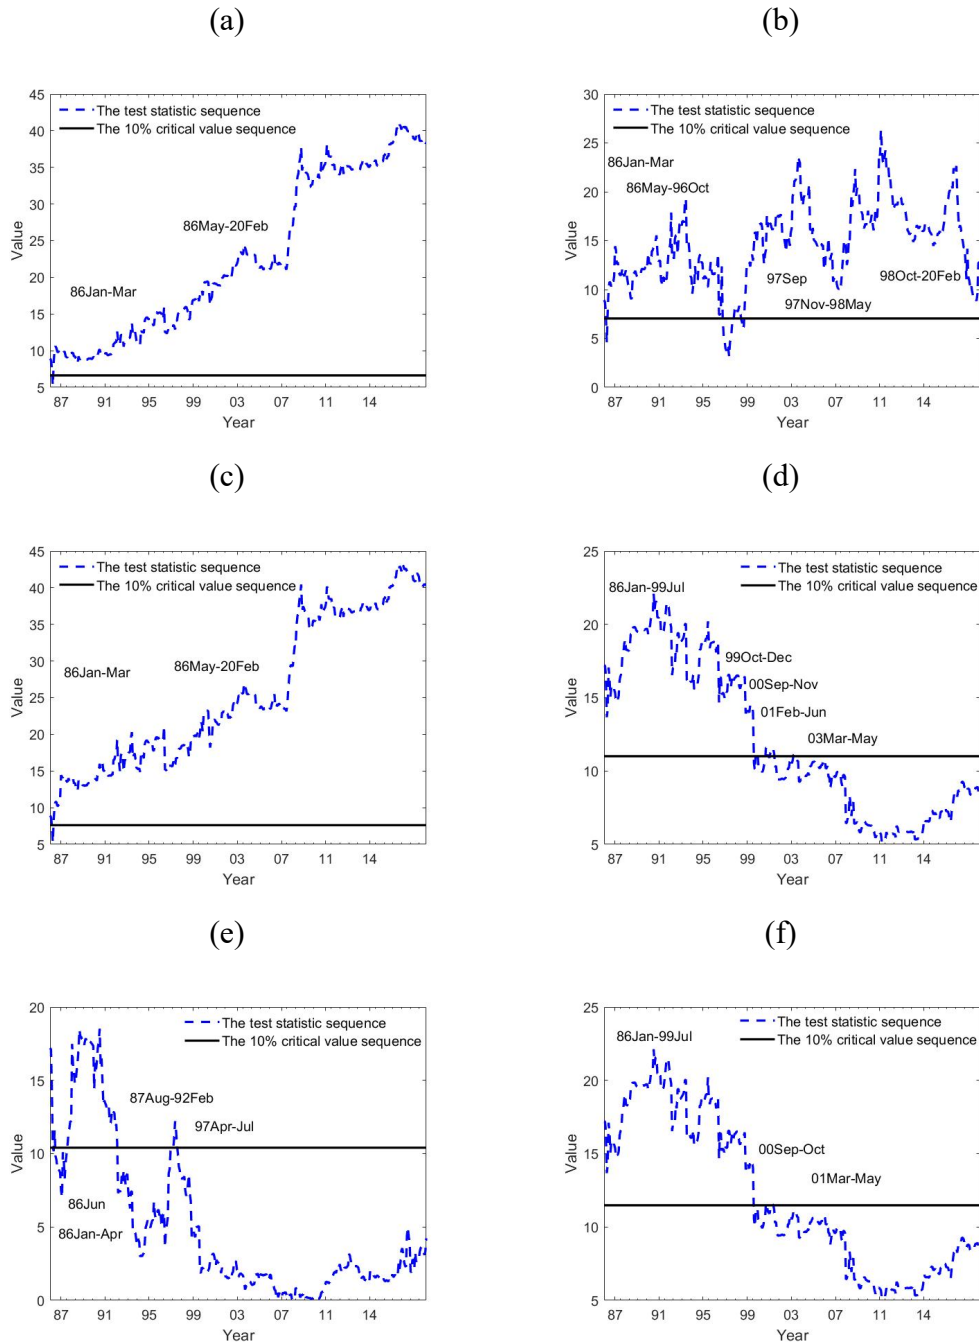 (a)
45
40
35
30
25
20
15
10
5
Value
The test statistic sequence
The 10% critical value sequence
86May-20Feb
86Jan-Mar
87 91 95 99 03 07 11 14
Year
(b)
30
25
20
15
10
5
0
Value
The test statistic sequence
The 10% critical value sequence
86Jan-Mar
86May-96Oct
97Sep
98Oct-20Feb
97Nov-98May
87 91 95 99 03 07 11 14
Year
(c)
45
40
35
30
25
20
15
10
5
Value
The test statistic sequence
The 10% critical value sequence
86Jan-Mar
86May-20Feb
87 91 95 99 03 07 11 14
Year
(d)
25
20
15
10
5
Value
The test statistic sequence
The 10% critical value sequence
86Jan-99Jul
99Oct-Dec
00Sep-Nov
01Feb-Jun
03Mar-May
87 91 95 99 03 07 11 14
Year
(e)
20
15
10
5
0
Value
The test statistic sequence
The 10% critical value sequence
87Aug-92Feb
97Apr-Jul
86Jun
86Jan-Apr
87 91 95 99 03 07 11 14
Year
(f)
25
20
15
10
5
Value
The test statistic sequence
The 10% critical value sequence
86Jan-99Jul
00Sep-Oct
01Mar-May
87 91 95 99 03 07 11 14
Year